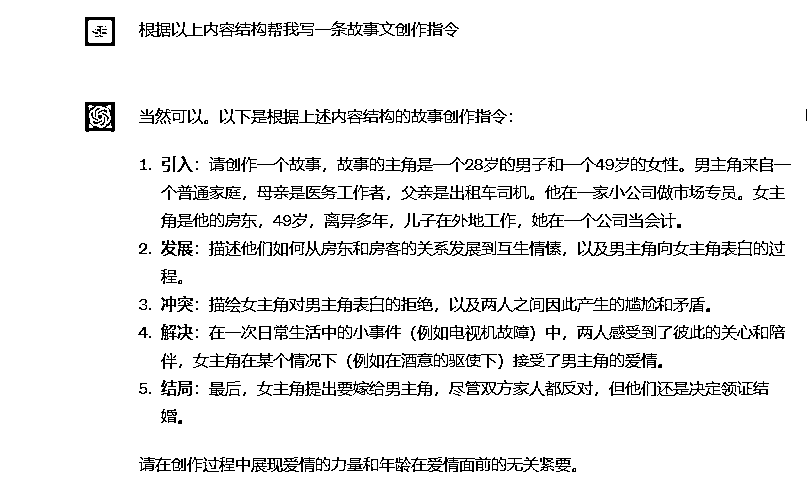 根据以上内容结构帮我写一条故事文创作指令
当然可以。以下是根据上述内容结构的故事创作指令：
1. 引入：请创作一个故事，故事的主角是一个28岁的男子和一个49岁的女性。男主角来自一
个普通家庭，母亲是医务工作者，父亲是出租车司机。他在一家小公司做市场专员。女主
角是他的房东，49岁，离异多年，儿子在外地工作，她在一个公司当会计。
2. 发展：描述他们如何从房东和房客的关系发展到互生情愫，以及男主角向女主角表白的过
程。
3. 冲突：描绘女主角对男主角表白的拒绝，以及两人之间因此产生的尴尬和矛盾。
4. 解决：在一次日常生活中的小事件（例如电视机故障）中，两人感受到了彼此的关心和陪
伴，女主角在某个情况下（例如在酒意的驱使下）接受了男主角的爱情。
5. 结局：最后，女主角提出要嫁给男主角，尽管双方家人都反对，但他们还是决定领证结
婚。
请在创作过程中展现爱情的力量和年龄在爱情面前的无关紧要。